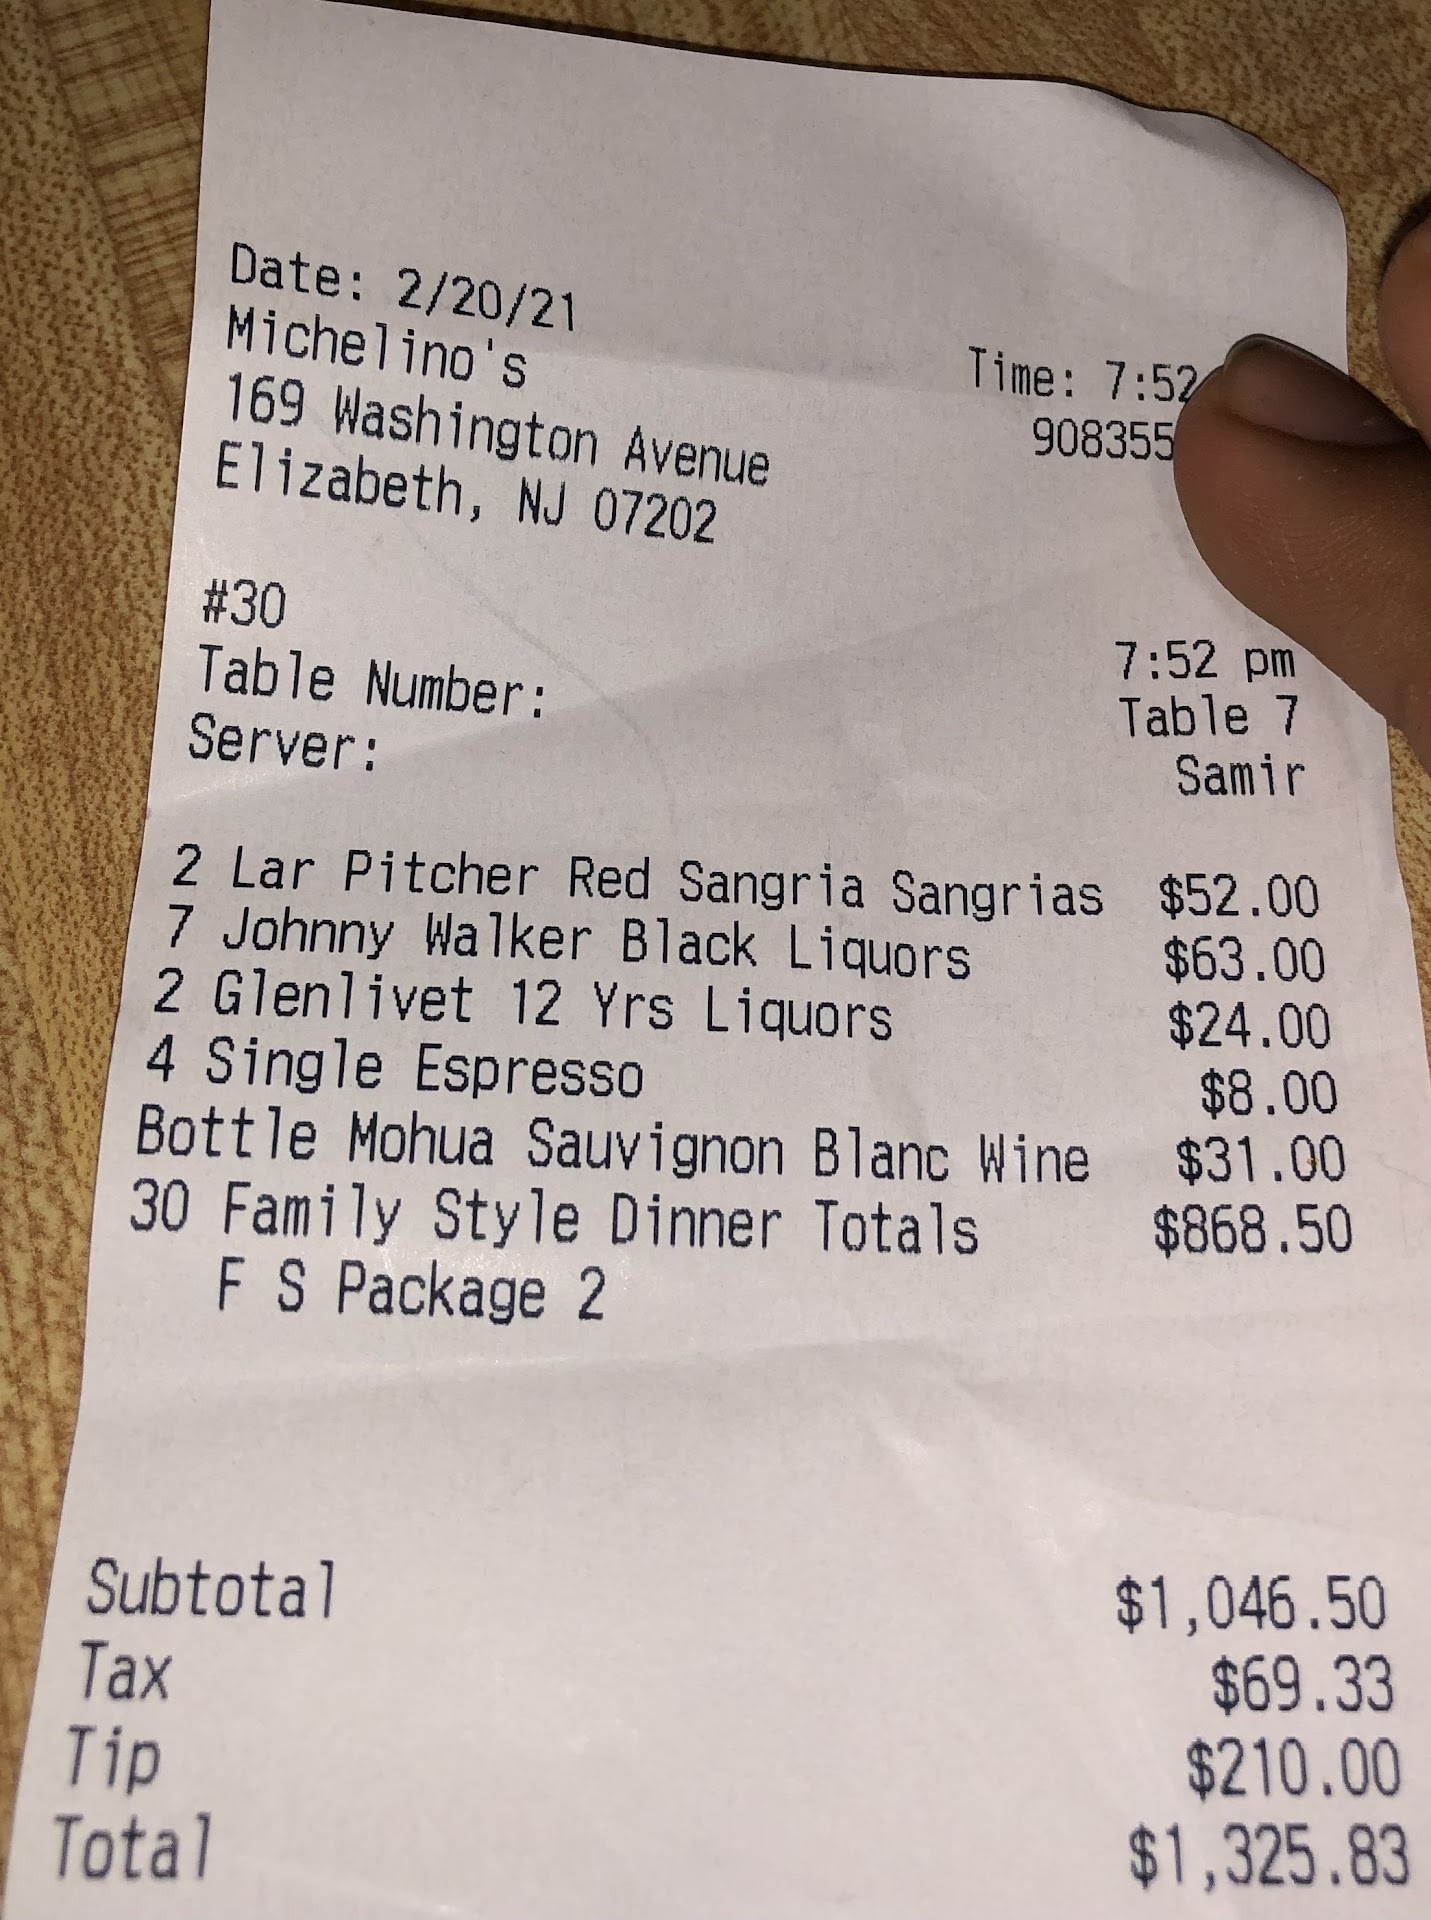 Date: 2/20/21
Michelino's
Time: 7:52
169 Washington Avenue
908355
Elizabeth, NJ 07202
#30
7:52 pm
Table Number: Table 7
Server: Samir
2 Lar Pitcher Red Sangria Sangrias $52.00
7 Johnny Walker Black Liquors $63.00
2 Glenlivet 12 Yrs Liquors $24.00
4 Single Espresso $8.00
Bottle Mohua Sauvignon Blanc Wine $31.00
30 Family Style Dinner Totals $868.50
F S Package 2
Subtotal $1,046.50
Tax $69.33
Tip $210.00
Total $1,325.83